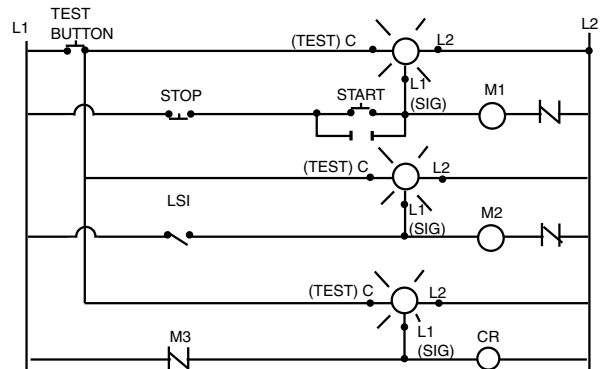 TEST
BUTTON
L1
L2
(TEST) C
L2
L1
(SIG)
STOP
START
M1
(TEST) C
L2
LSI
L1
(SIG)
M2
(TEST) C
L2
L1
(SIG)
M3
CR